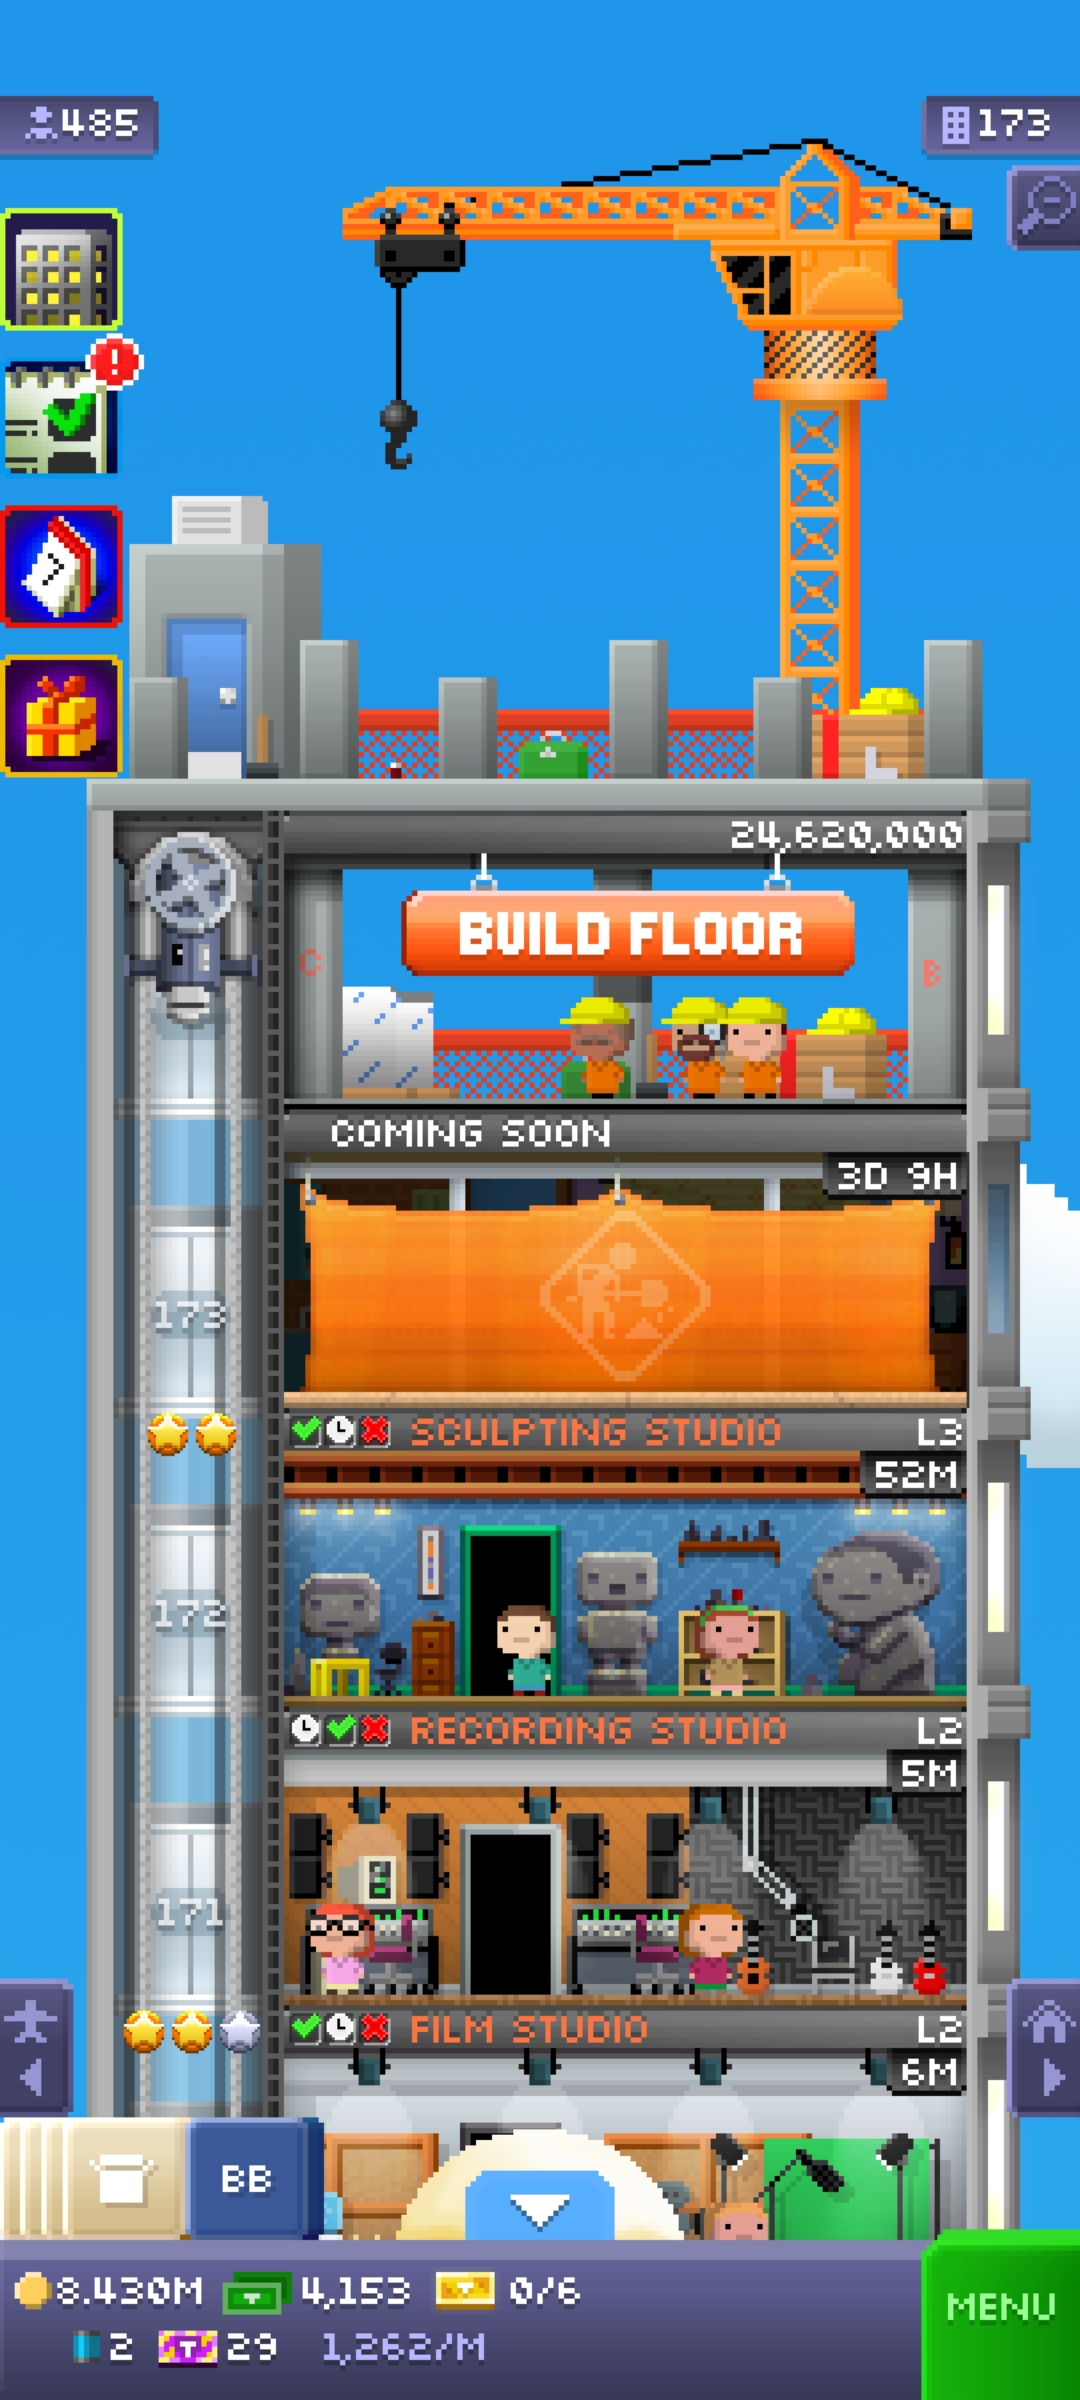 485
173
7
24,620,000
BUILD FLOOR
C
B
COMING SOON
3D 9H
173
SCULPTING STUDIO L3
52M
172
RECORDING STUDIO L2
5M
171
FILM STUDIO L2
6M
BB
8.430M 4,153 0/6
2 T 29 1,262/M
MENU